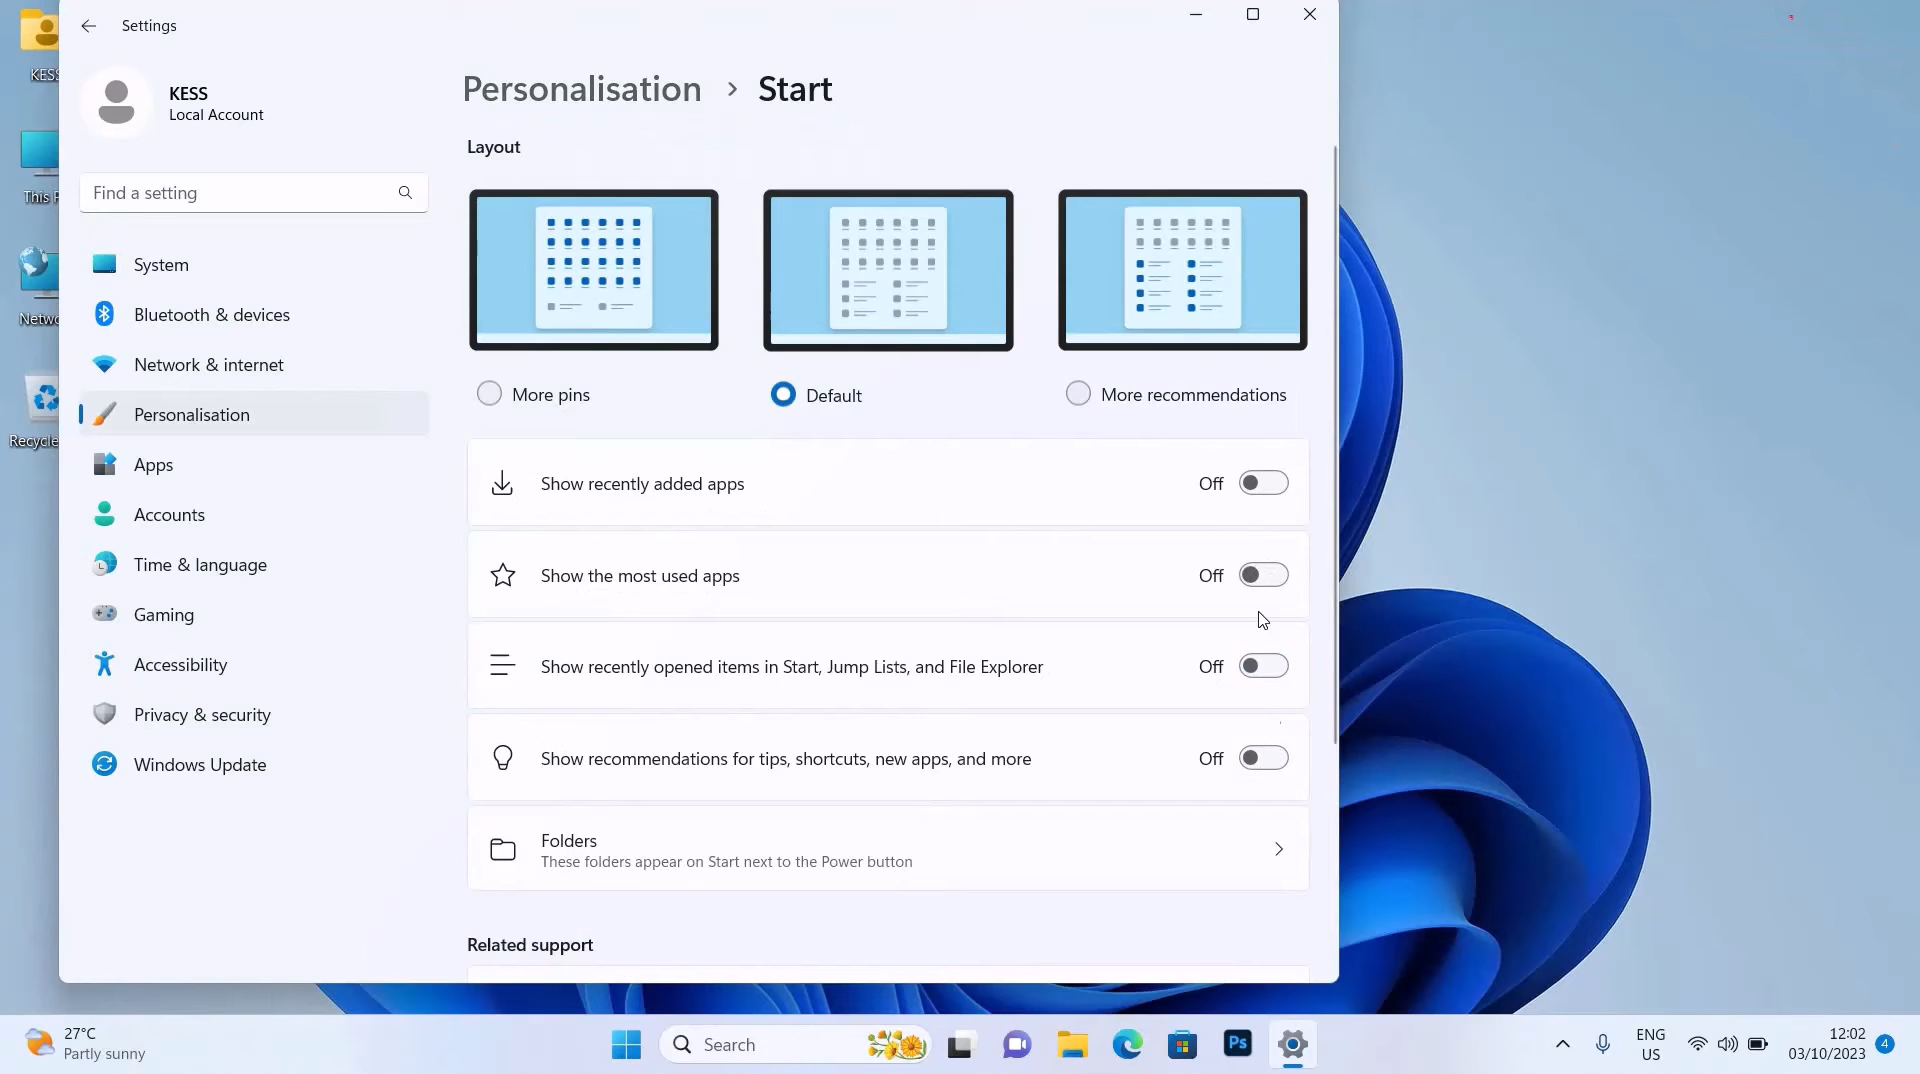 Settings
KESS
KESS
Local Account
Personalisation > Start
Layout
Find a setting
This P
System
Bluetooth & devices
Netwo
Network & internet
More pins
Default
More recommendations
Personalisation
Recycle
Apps
Show recently added apps
Off
Accounts
Time & language
Show the most used apps
Off
Gaming
Accessibility
Show recently opened items in Start, Jump Lists, and File Explorer
Off
Privacy & security
Windows Update
Show recommendations for tips, shortcuts, new apps, and more
Off
Folders
These folders appear on Start next to the Power button
Related support
27°C
Partly sunny
Search
Ps
ENG
US
12:02
03/10/2023
4